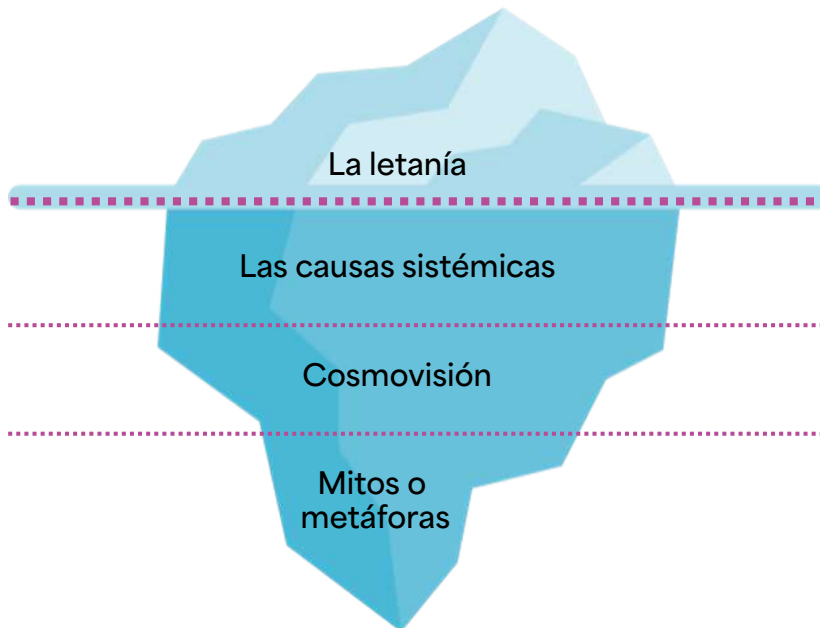 La letanía
Las causas sistémicas
Cosmovisión
Mitos o
metáforas